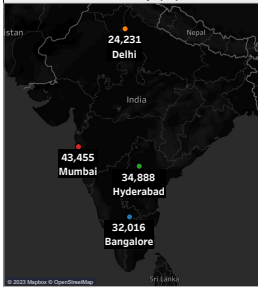 istan
Nepal
24,231
Delhi
India
43,455
Mumbai
34,888
Hyderabad
32,016
Bangalore
Sri Lanka
© 2023 Mapbox © OpenStreetMap